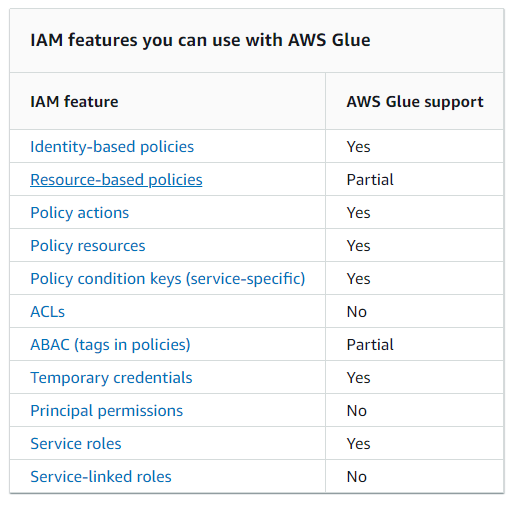 IAM features you can use with AWS Glue
IAM feature AWS Glue support
Identity-based policies Yes
Resource-based policies Partial
Policy actions Yes
Policy resources Yes
Policy condition keys (service-specific) Yes
ACLs No
ABAC (tags in policies) Partial
Temporary credentials Yes
Principal permissions No
Service roles Yes
Service-linked roles No